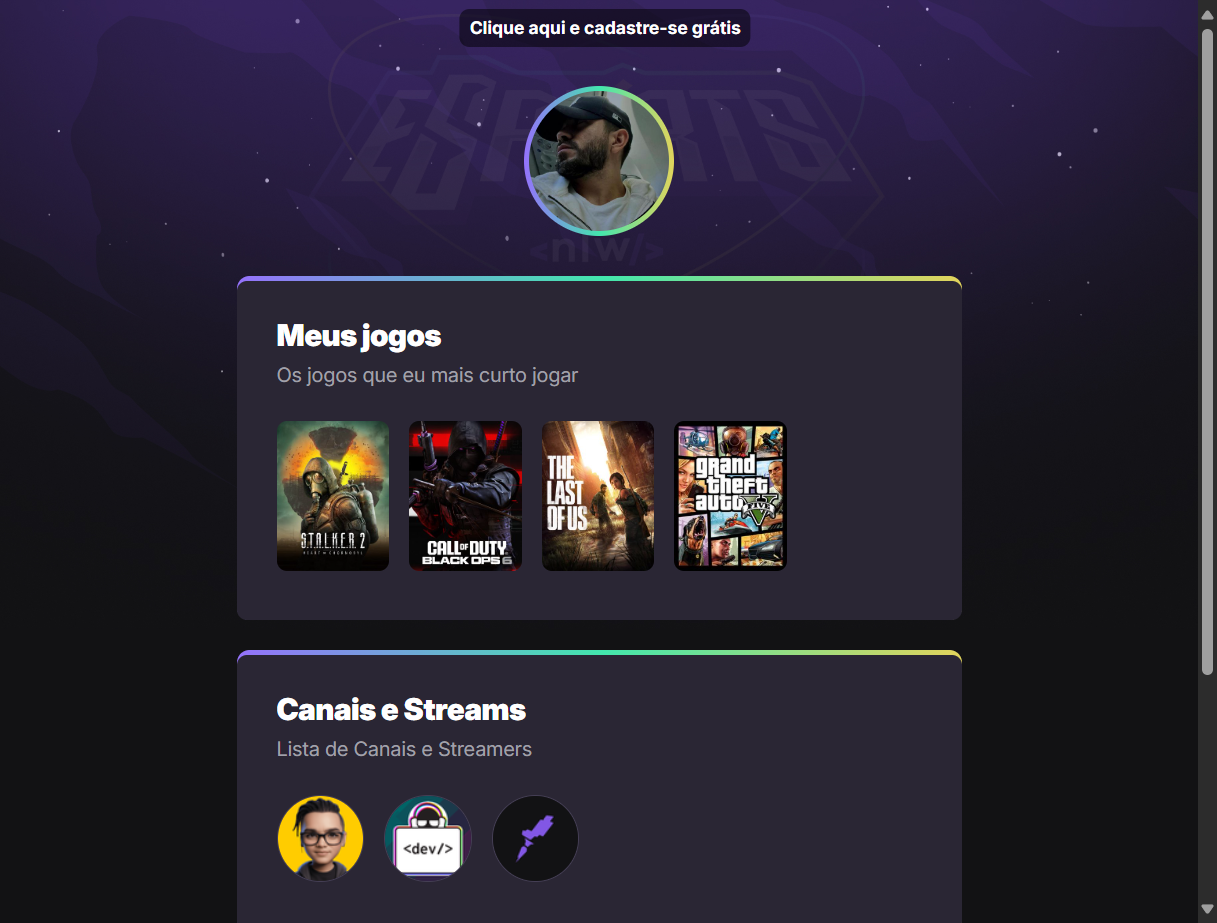 Clique aqui e cadastre-se grátis
ESPORTS
<nlw/>
Meus jogos
Os jogos que eu mais curto jogar
S.T.A.L.K.E.R. 2
HEART OF CHORNOBYL
CALL OF DUTY
BLACK OPS 6
THE
LAST
OF US
grand
theft
auto V
FIVE
Canais e Streams
Lista de Canais e Streamers
<dev/>